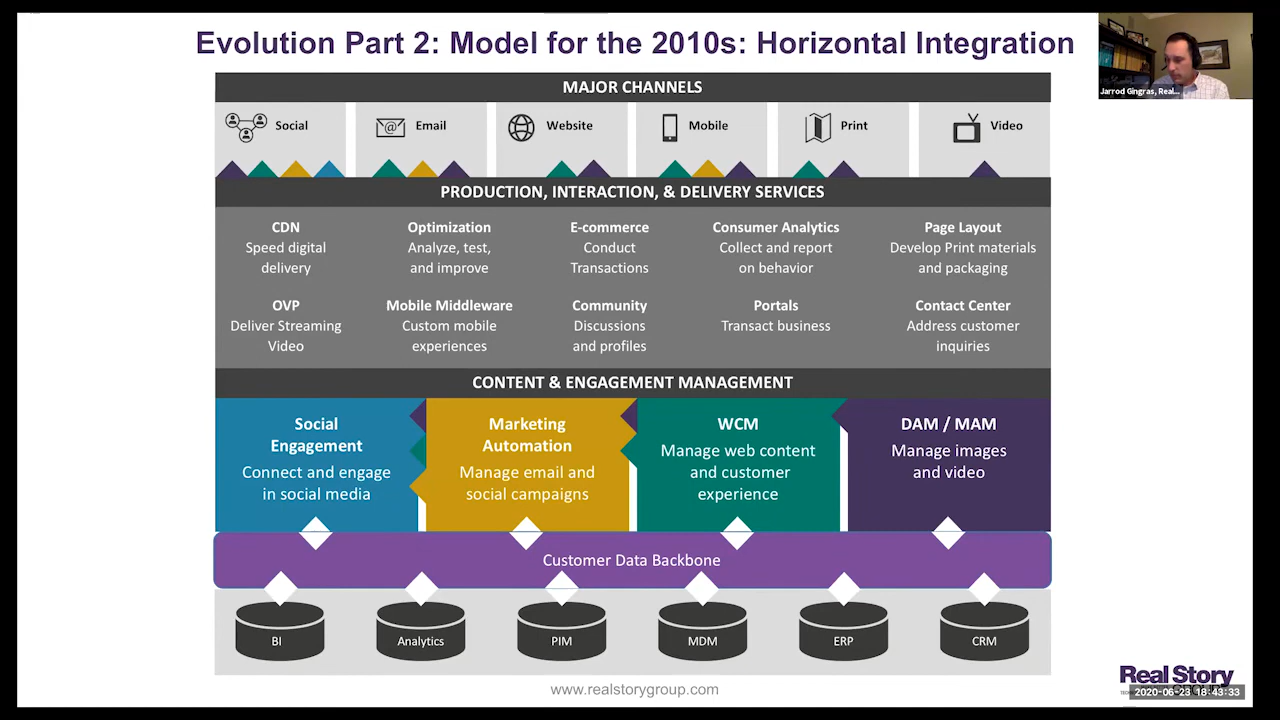 Evolution Part 2: Model for the 2010s: Horizontal Integration
Jarrod Gingras, Real...
MAJOR CHANNELS
Social
Email
Website
Mobile
Print
Video
PRODUCTION, INTERACTION, & DELIVERY SERVICES
CDN
Speed digital
delivery
Optimization
Analyze, test,
and improve
E-commerce
Conduct
Transactions
Consumer Analytics
Collect and report
on behavior
Page Layout
Develop Print materials
and packaging
OVP
Deliver Streaming
Video
Mobile Middleware
Custom mobile
experiences
Community
Discussions
and profiles
Portals
Transact business
Contact Center
Address customer
inquiries
CONTENT & ENGAGEMENT MANAGEMENT
Social
Engagement
Connect and engage
in social media
Marketing
Automation
Manage email and
social campaigns
WCM
Manage web content
and customer
experience
DAM / MAM
Manage images
and video
Customer Data Backbone
BI
Analytics
PIM
MDM
ERP
CRM
www.realstorygroup.com
Real Story
2020-06-23 18:43:33